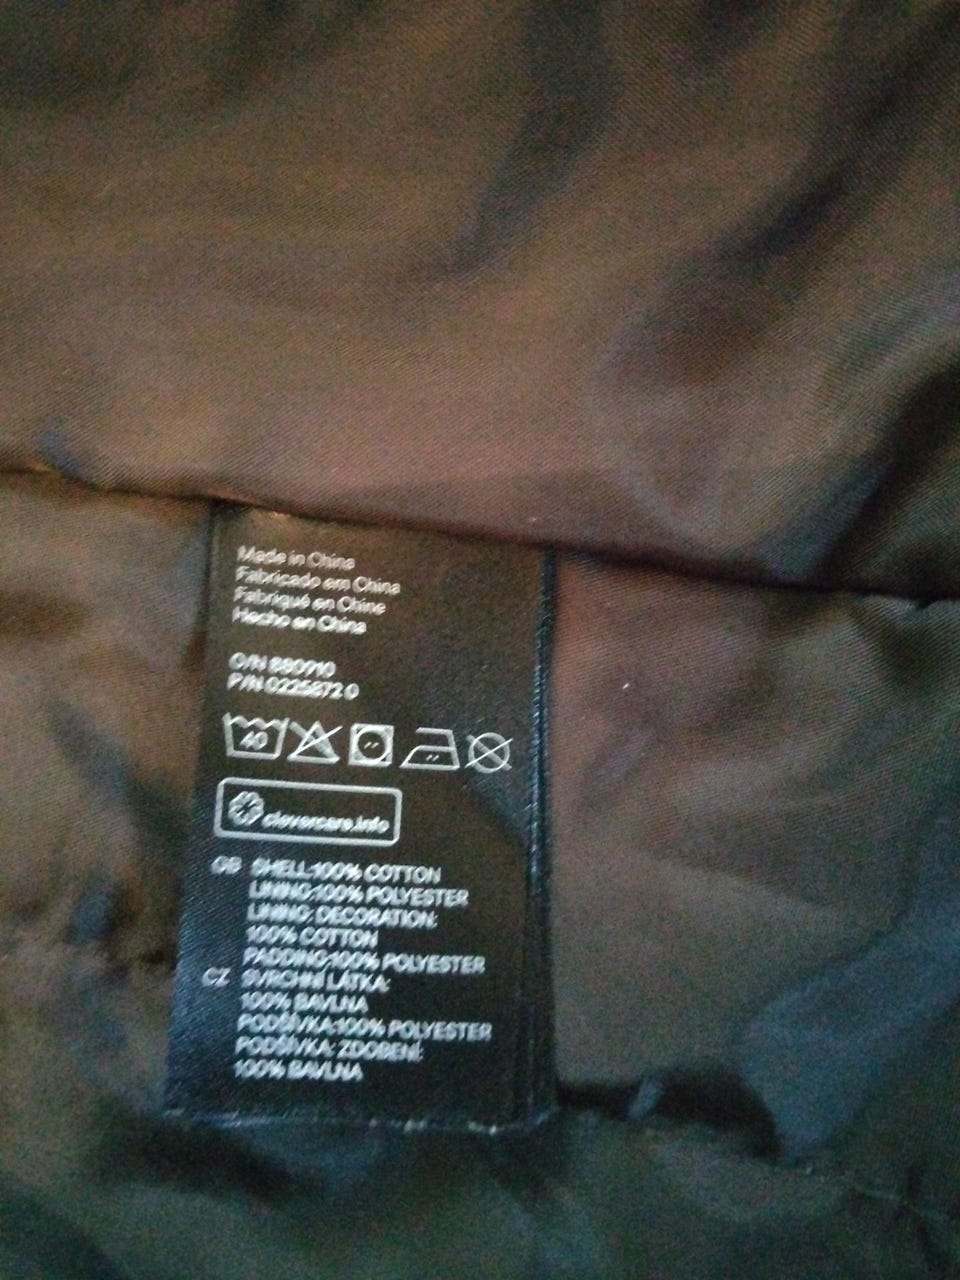 Made in China
Fabricado em China
Fabriqué en Chine
Hecho en China
O/N 880910
P/N 0225872 0
40
clevercare.info
GB SHELL:100% COTTON
LINING:100% POLYESTER
LINING: DECORATION:
100% COTTON
PADDING:100% POLYESTER
CZ SVRCHNÍ LÁTKA:
100% BAVLNA
PODŠÍVKA:100% POLYESTER
PODŠÍVKA: ZDOBENÍ:
100% BAVLNA